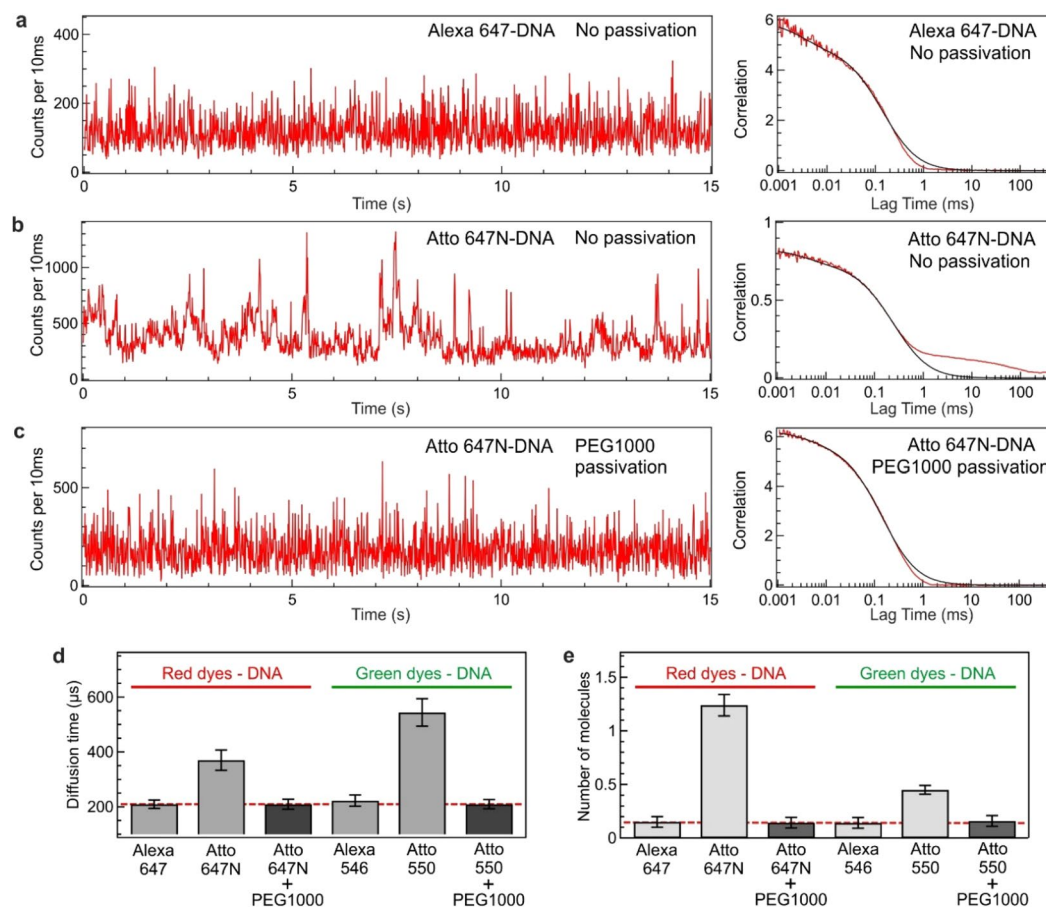 a
Alexa 647-DNA No passivation
Counts per 10ms
400
200
0
0 5 10 15
Time (s)
Alexa 647-DNA
No passivation
Correlation
6
4
2
0
0.001 0.01 0.1 1 10 100
Lag Time (ms)
b
Atto 647N-DNA No passivation
Counts per 10ms
1000
500
0
0 5 10 15
Time (s)
Atto 647N-DNA
No passivation
Correlation
1
0.5
0
0.001 0.01 0.1 1 10 100
Lag Time (ms)
c
Atto 647N-DNA PEG1000
passivation
Counts per 10ms
500
0
0 5 10 15
Time (s)
Atto 647N-DNA
PEG1000 passivation
Correlation
6
4
2
0
0.001 0.01 0.1 1 10 100
Lag Time (ms)
d
Red dyes - DNA Green dyes - DNA
Diffusion time (µs)
600
400
200
Alexa 647
Atto 647N
Atto 647N + PEG1000
Alexa 546
Atto 550
Atto 550 + PEG1000
e
Red dyes - DNA Green dyes - DNA
Number of molecules
1.5
1
0.5
0
Alexa 647
Atto 647N
Atto 647N + PEG1000
Alexa 546
Atto 550
Atto 550 + PEG1000